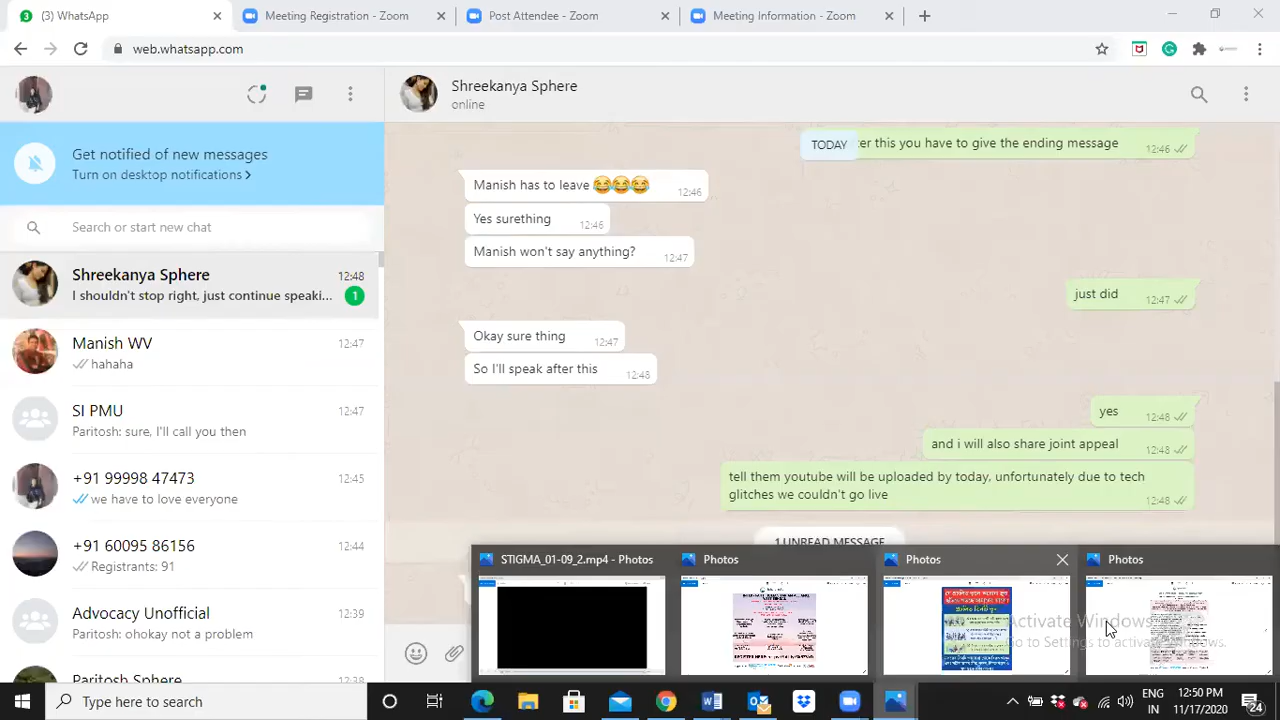 3
WhatsApp
Meeting Registration - Zoom
Post Attendee - Zoom
Meeting Information - Zoom
web.whatsapp.com
Shreekanya Sphere
online
Get notified of new messages
Turn on desktop notifications >
Search or start new chat
Shreekanya Sphere
12:48
I shouldn't stop right, just continue speaki...
1
Manish WV
12:47
hahaha
SI PMU
12:47
Paritosh: sure, I'll call you then
+91 99998 47473
12:45
we have to love everyone
+91 60095 86156
12:44
Registrants: 91
Advocacy Unofficial
12:39
Paritosh: ohokay not a problem
Paritosh Sphere
12:38
TODAY
ter this you have to give the ending message
12:46
Manish has to leave 😂😂😂
12:46
Yes surething
12:46
Manish won't say anything?
12:47
just did
12:47
Okay sure thing
12:47
So I'll speak after this
12:48
yes
12:48
and i will also share joint appeal
12:48
tell them youtube will be uploaded by today, unfortunately due to tech
glitches we couldn't go live
12:48
1 UNREAD MESSAGE
STIGMA_01-09_2.mp4 - Photos
Photos
Photos
Photos
Activate Windows
Go to Settings to activate Windows.
Type here to search
ENG
IN
12:50 PM
11/17/2020
24